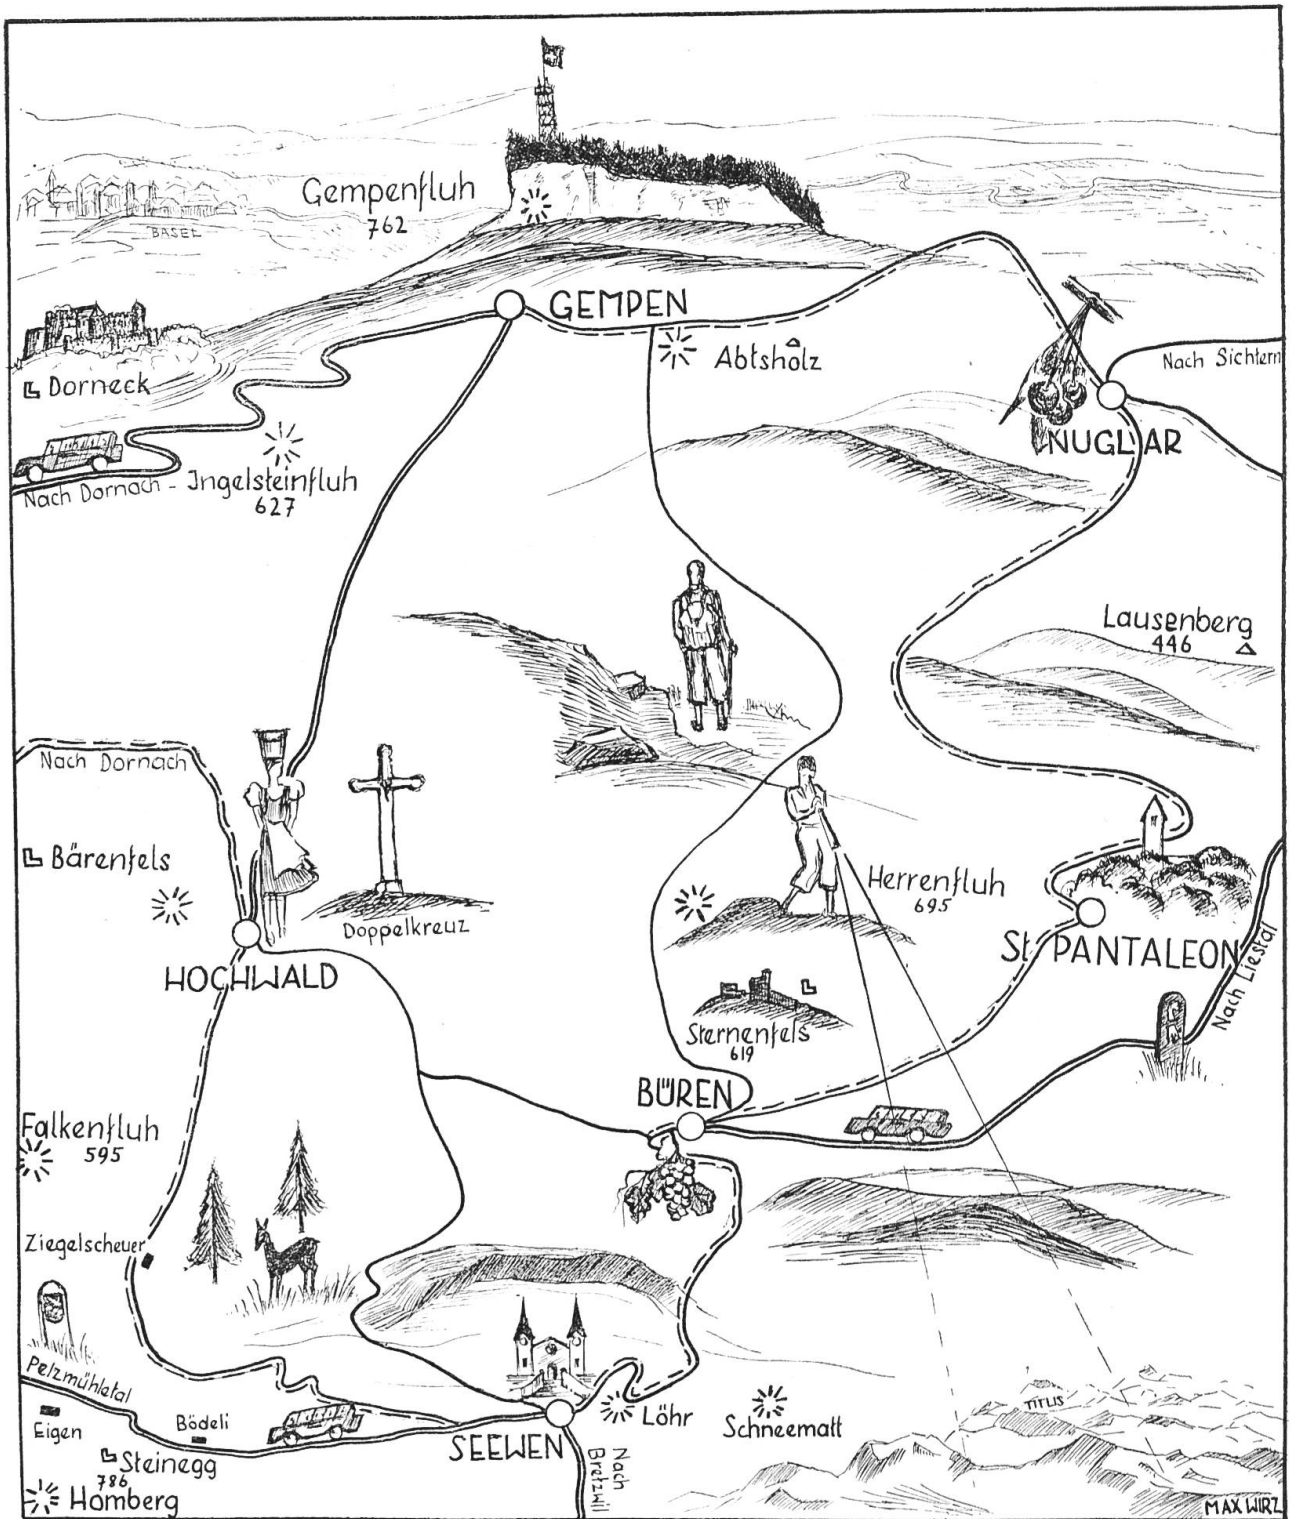 Gempenfluh
762
BASEL
GEMPEN
Abtsholz
Nach Sichtern
Dorneck
NUGLAR
Nach Dornach - Ingelsteinfluh
627
Lausenberg
446
Nach Dornach
Bärenfels
Herrenfluh
695
Doppelkreuz
HOCHWALD
St PANTALEON
Nach Liestal
Sternenfels
619
BÜREN
Falkenfluh
595
Ziegelscheuer
Pelzmühletal
Eigen
Bödeli
TITLIS
Löhr
Schneematt
SEEWEN
Nach
Bretzwil
Steinegg
786
Homberg
MAX WIRZ